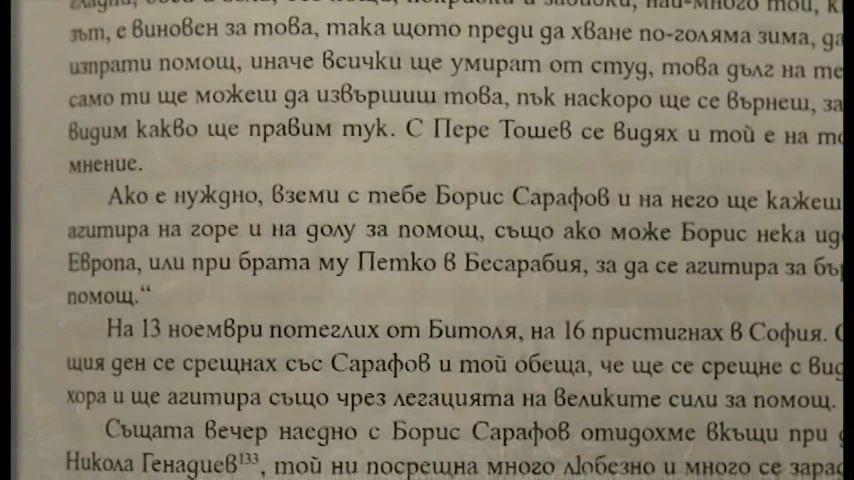 зът, е виновен за това, така щото преди да хване по-голяма зима, да
изпрати помощ, иначе всички ще умират от студ, това дълг на
само ти ще можеш да извършиш това, пък наскоро ще се върнеш, за
видим какво ще правим тук. С Пере Тошев се видях и той е на
мнение.
Ако е нуждно, вземи с тебе Борис Сарафов и на него ще кажеш
агитира на горе и на долу за помощ, също ако може Борис нека
Европа, или при брата му Петко в Бесарабия, за да се агитира за
помощ.“
На 13 ноември потеглих от Битоля, на 16 пристигнах в София.
щия ден се срещнах със Сарафов и той обеща, че ще се срещне с
хора и ще агитира също чрез легацията на великите сили за помощ.
Същата вечер наедно с Борис Сарафов отидохме вкъщи при
Никола Генадиев133, той ни посрещна много любезно и много се